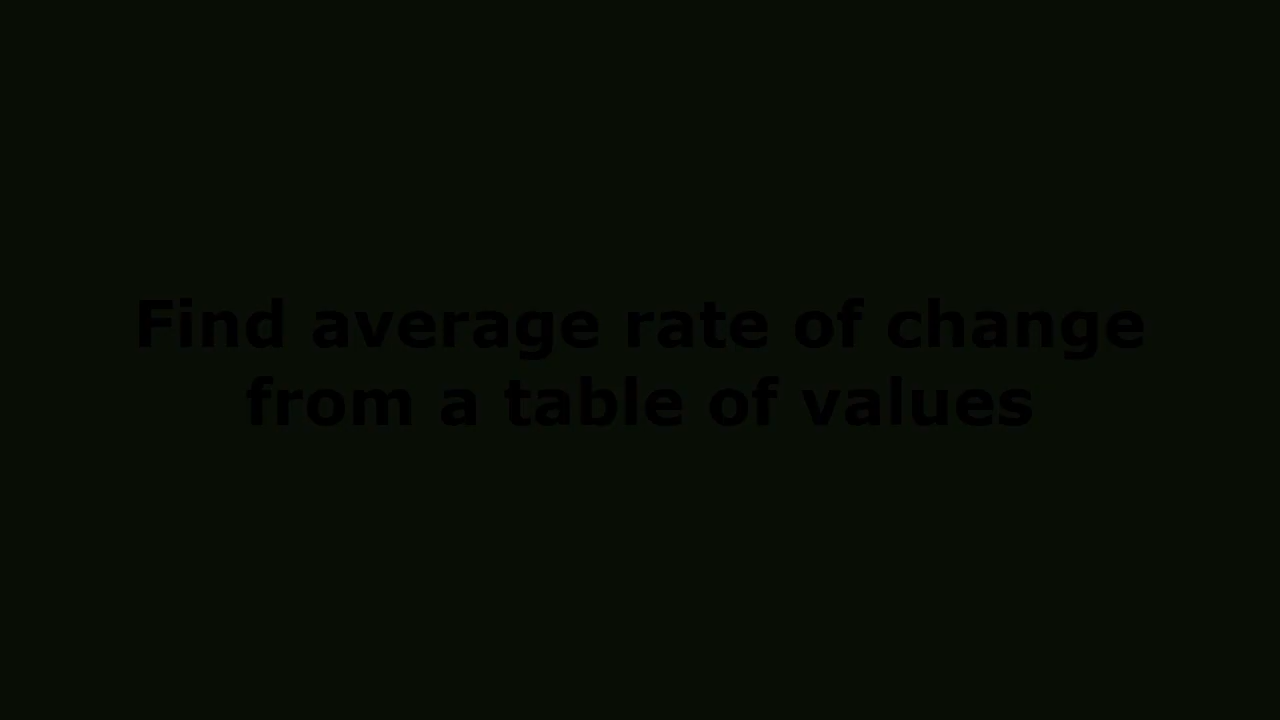 Find average rate of change
from a table of values